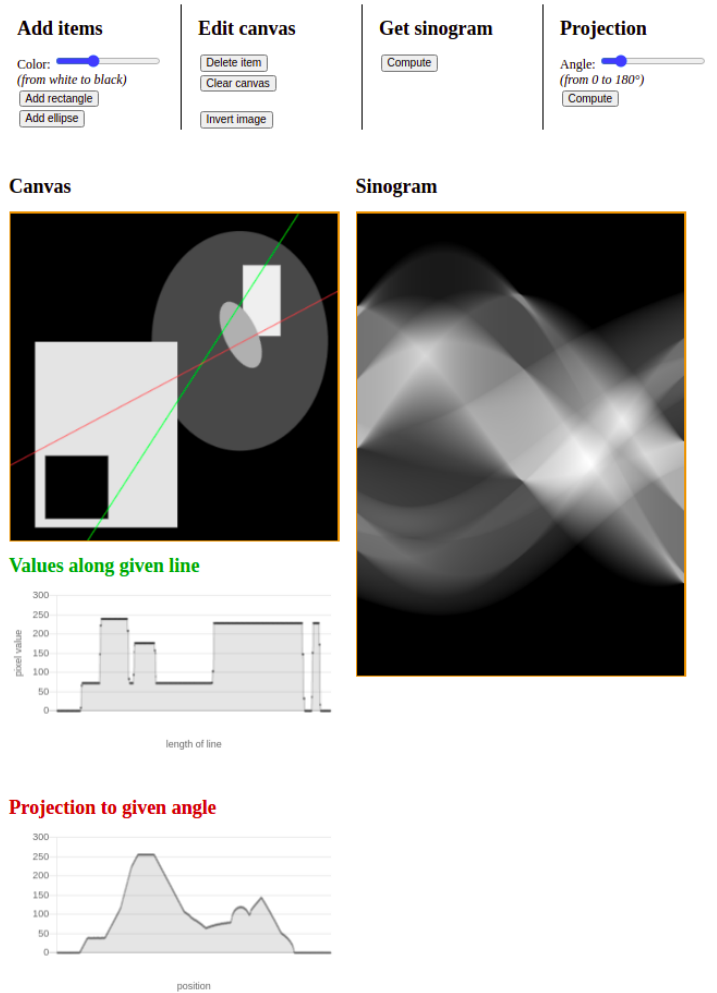 Add items
Color:
(from white to black)
Add rectangle
Add ellipse
Edit canvas
Delete item
Clear canvas
Invert image
Get sinogram
Compute
Projection
Angle:
(from 0 to 180°)
Compute
Canvas
Sinogram
Values along given line
300
250
200
150
100
50
0
pixel value
length of line
Projection to given angle
300
250
200
150
100
50
0
position